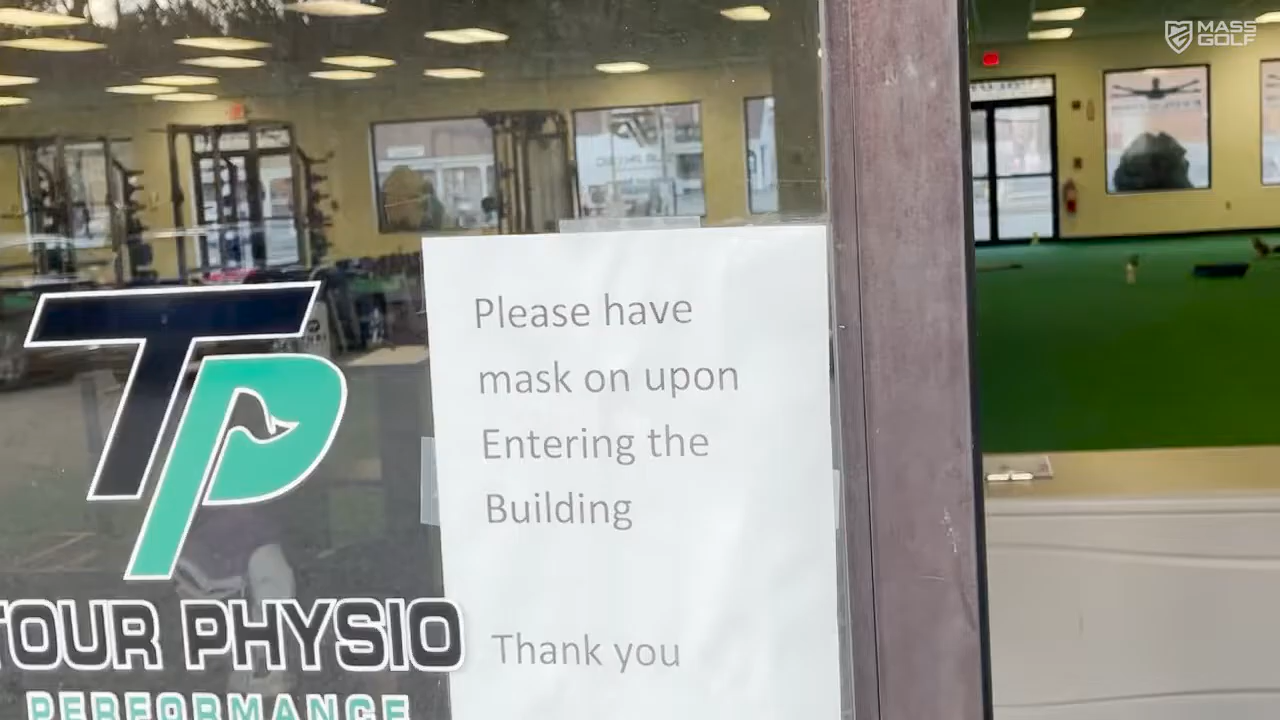 MASS
GOLF
TP
TOUR PHYSIO
PERFORMANCE
Please have
mask on upon
Entering the
Building
Thank you